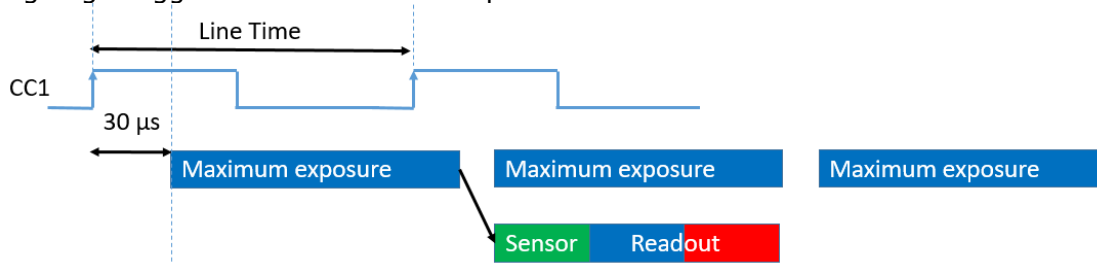 Line Time
CC1
30 µs
Maximum exposure Maximum exposure Maximum exposure
Sensor Readout